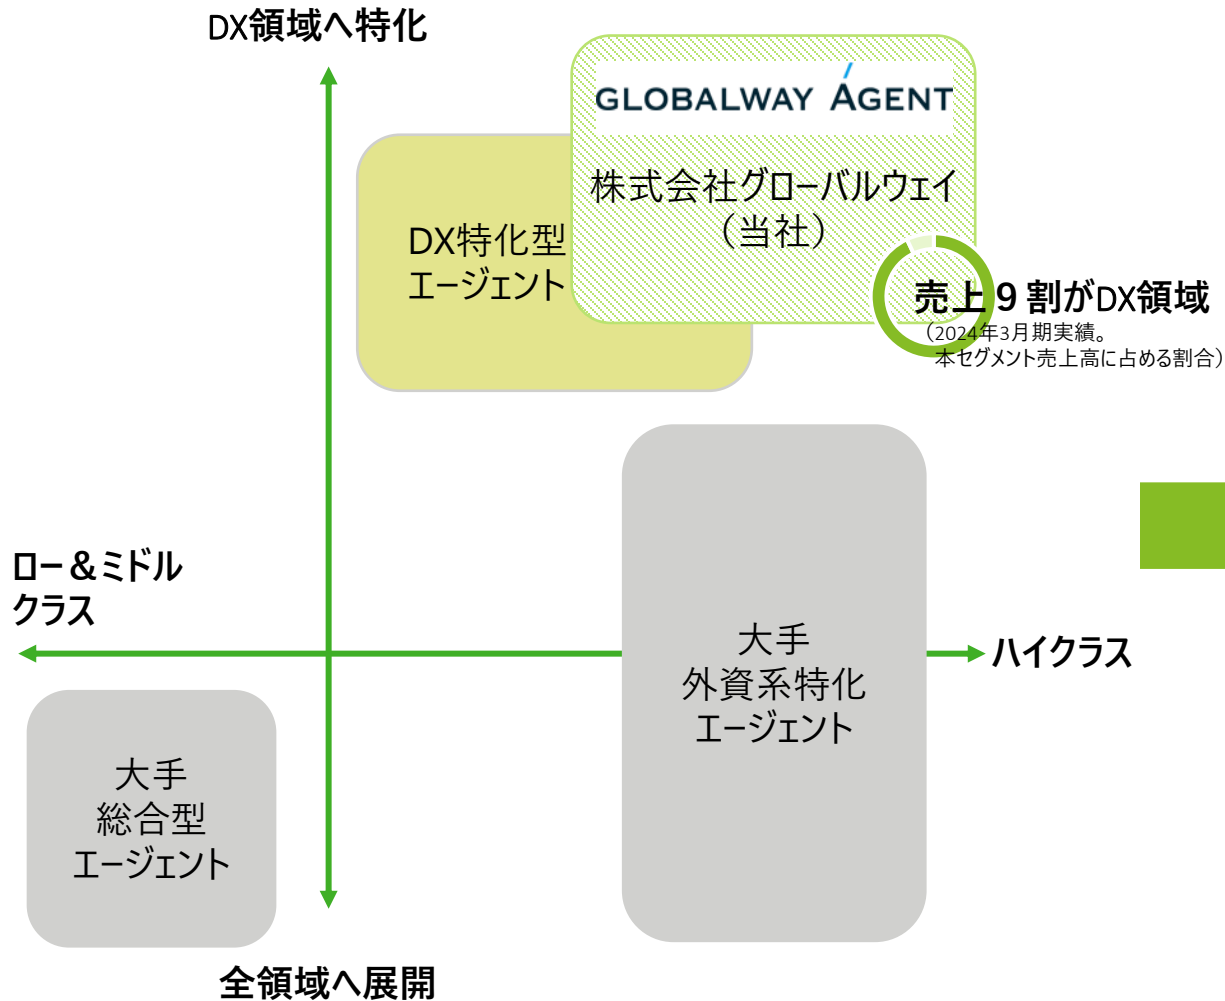 DX領域へ特化
GLOBALWAY AGENT
株式会社グローバルウェイ
（当社）
DX特化型
エージェント
売上９割がDX領域
（2024年3月期実績。
本セグメント売上高に占める割合）
ロー＆ミドル
クラス
ハイクラス
大手
外資系特化
エージェント
大手
総合型
エージェント
全領域へ展開